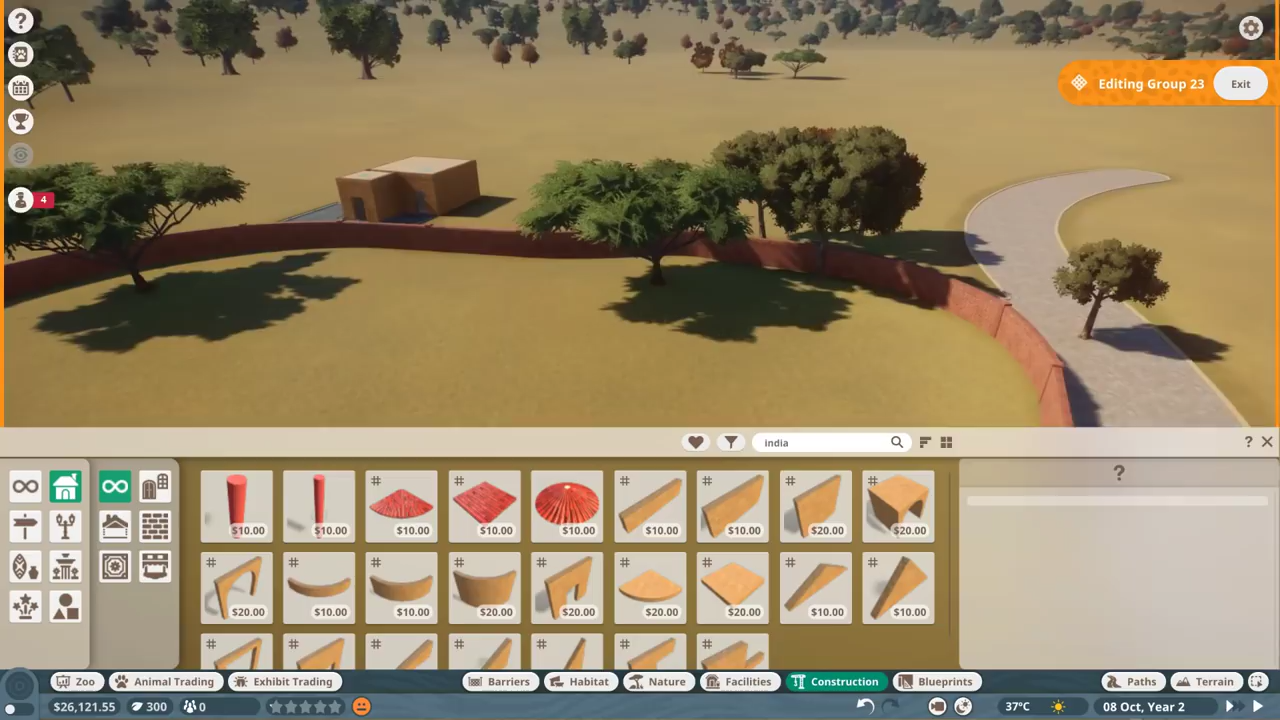 ?
Editing Group 23
Exit
4
india
?
?
$10.00
$10.00
$10.00
$10.00
$10.00
$10.00
$10.00
$20.00
$20.00
$20.00
$10.00
$10.00
$20.00
$20.00
$20.00
$20.00
$10.00
$10.00
Zoo
Animal Trading
Exhibit Trading
Barriers
Habitat
Nature
Facilities
Construction
Blueprints
Paths
Terrain
$26,121.55
300
0
37°C
08 Oct, Year 2